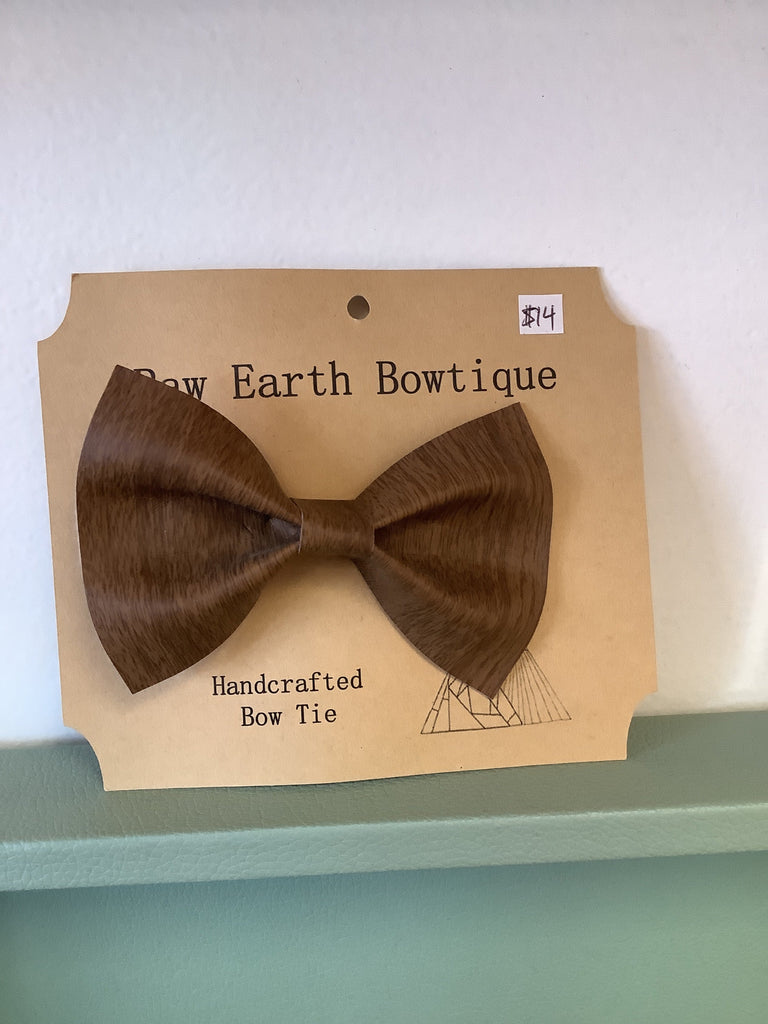 $14
Earth Bowtique
Handcrafted
Bow Tie